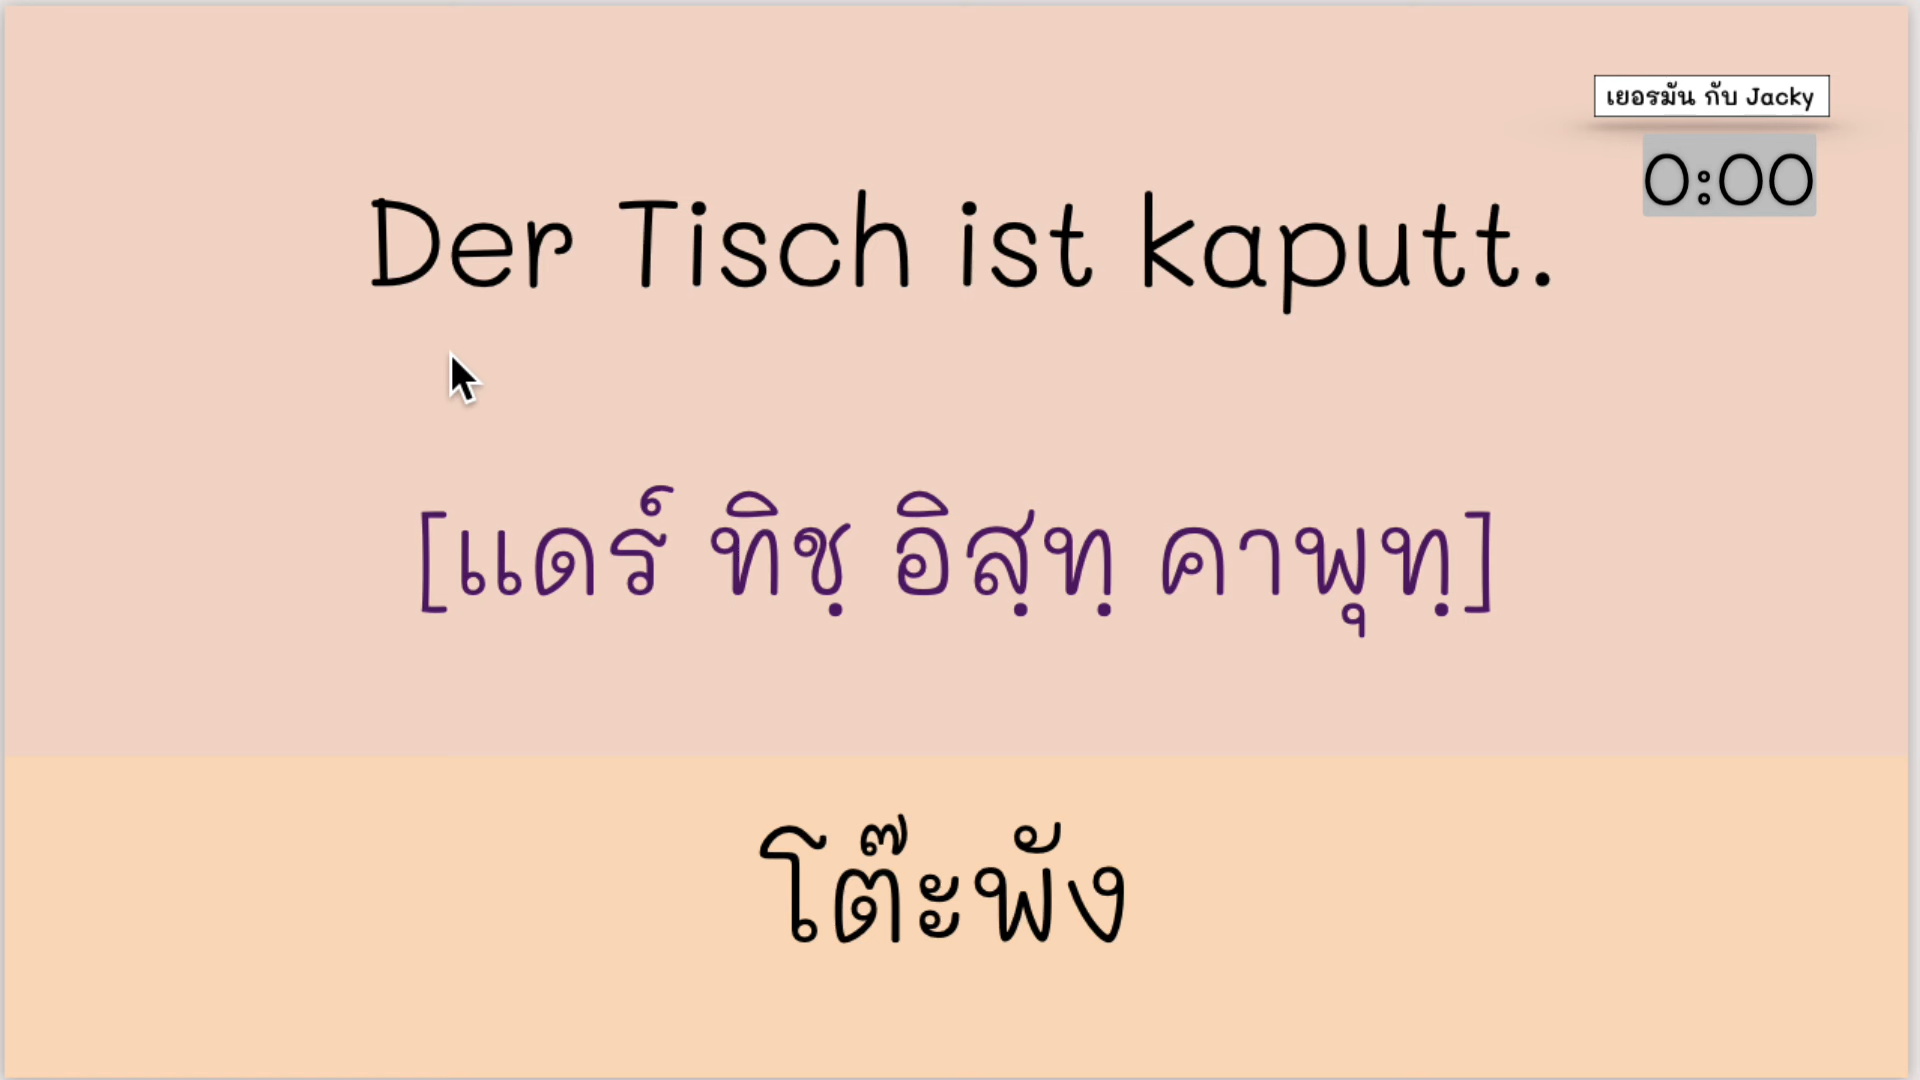 เยอรมัน กับ Jacky
0:00
Der Tisch ist kaputt.
[แดร์ ทิชฺ อิสฺทฺ คาพุทฺ]
โต๊ะพัง